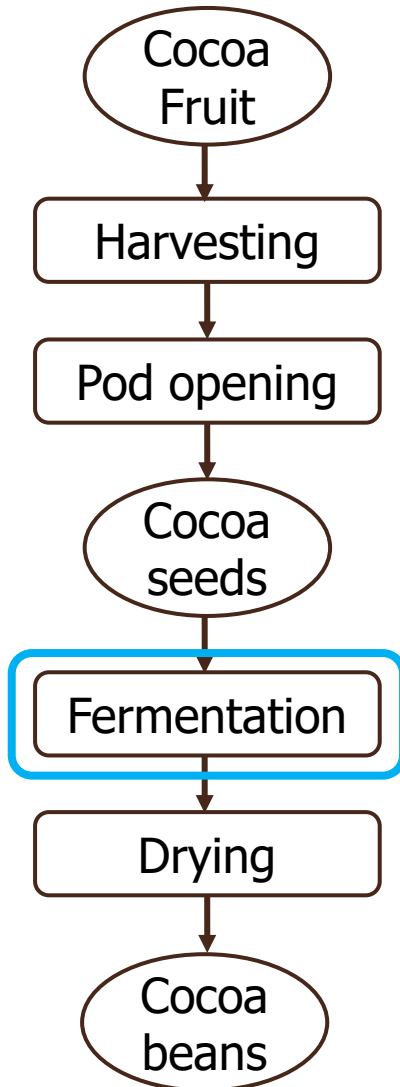 Cocoa
Fruit
Harvesting
Pod opening
Cocoa
seeds
Fermentation
Drying
Cocoa
beans